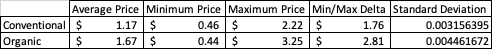 Average Price Minimum Price Maximum Price Min/Max Delta Standard Deviation
Conventional $ 1.17 $ 0.46 $ 2.22 $ 1.76 0.003156395
Organic $ 1.67 $ 0.44 $ 3.25 $ 2.81 0.004461672